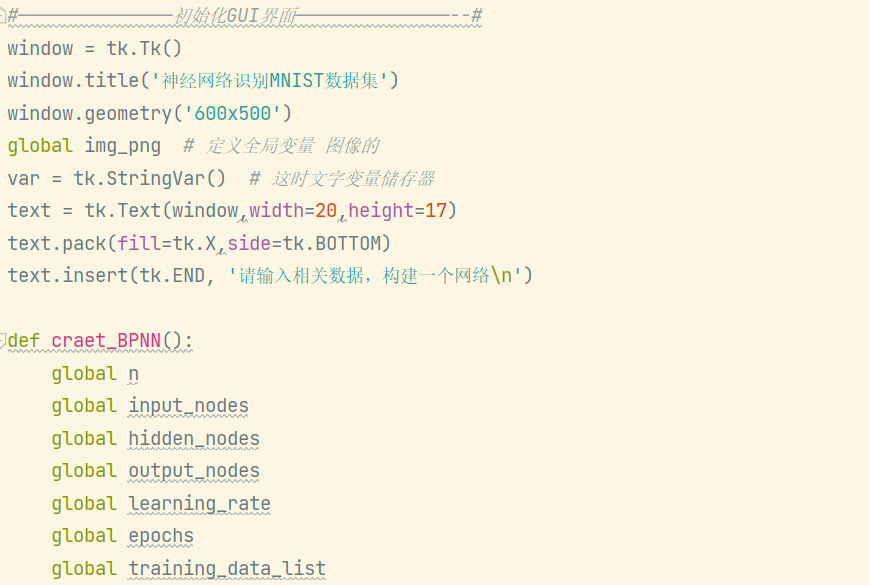 #——————————————初始化GUI界面——————————————--#
window = tk.Tk()
window.title('神经网络识别MNIST数据集')
window.geometry('600x500')
global img_png  # 定义全局变量 图像的
var = tk.StringVar()  # 这时文字变量储存器
text = tk.Text(window,width=20,height=17)
text.pack(fill=tk.X,side=tk.BOTTOM)
text.insert(tk.END, '请输入相关数据，构建一个网络\n')
def craet_BPNN():
    global n
    global input_nodes
    global hidden_nodes
    global output_nodes
    global learning_rate
    global epochs
    global training_data_list